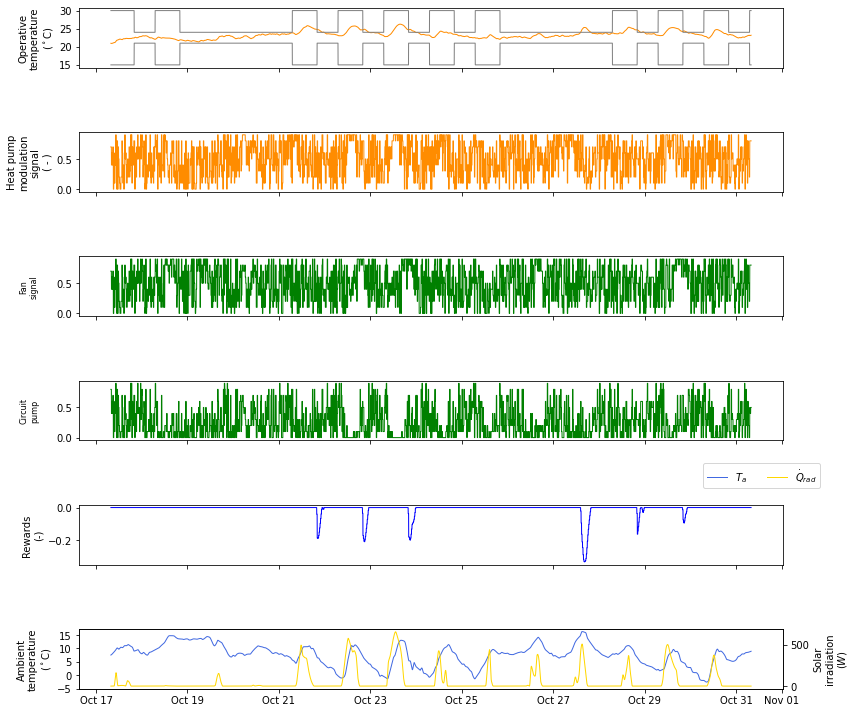 Operative
temperature
(°C)
30
25
20
15
Heat pump
modulation
signal
( - )
0.5
0.0
Fan
signal
0.5
0.0
Circuit
pump
0.5
0.0
T_a
Q̇_rad
Rewards
(-)
0.0
−0.2
Ambient
temperature
(°C)
15
10
5
0
−5
500
0
Solar
irradiation
(W)
Oct 17 Oct 19 Oct 21 Oct 23 Oct 25 Oct 27 Oct 29 Oct 31 Nov 01